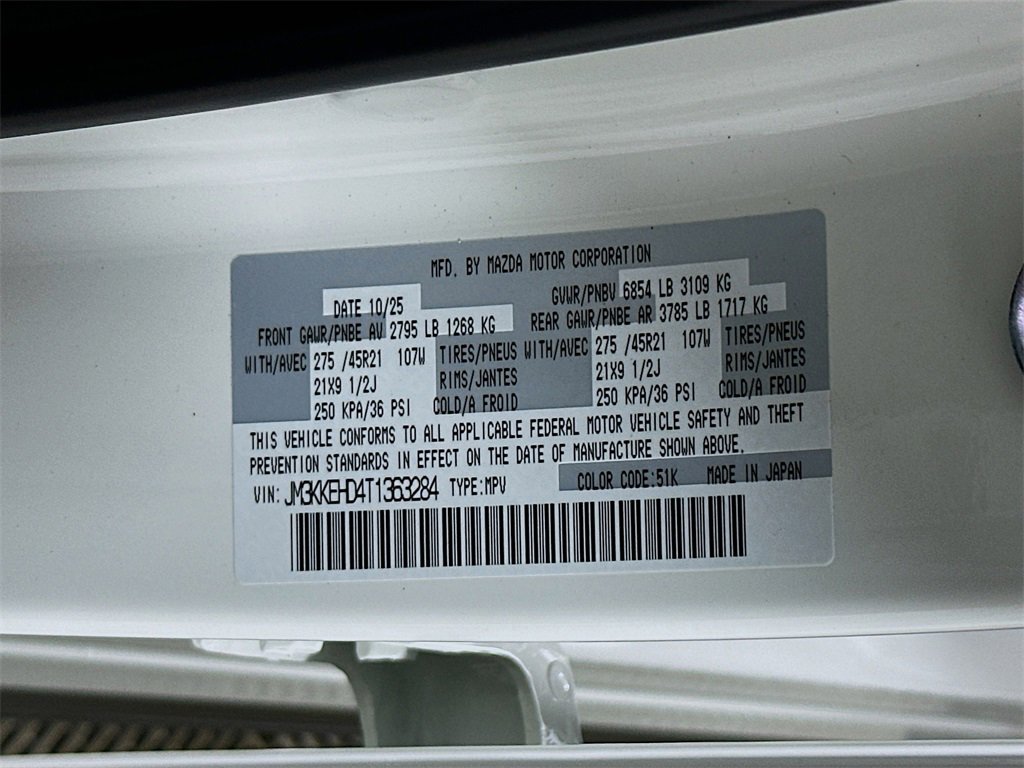 MFD. BY MAZDA MOTOR CORPORATION
DATE 10/25 GVWR/PNBV 6854 LB 3109 KG
FRONT GAWR/PNBE AV 2795 LB 1268 KG REAR GAWR/PNBE AR 3785 LB 1717 KG
WITH/AVEC 275 /45R21 107W TIRES/PNEUS WITH/AVEC 275 /45R21 107W TIRES/PNEUS
21X9 1/2J RIMS/JANTES 21X9 1/2J RIMS/JANTES
250 KPA/36 PSI COLD/A FROID 250 KPA/36 PSI COLD/A FROID
THIS VEHICLE CONFORMS TO ALL APPLICABLE FEDERAL MOTOR VEHICLE SAFETY AND THEFT
PREVENTION STANDARDS IN EFFECT ON THE DATE OF MANUFACTURE SHOWN ABOVE.
VIN: JM3KKEHD4T1363284 TYPE:MPV COLOR CODE:51K MADE IN JAPAN